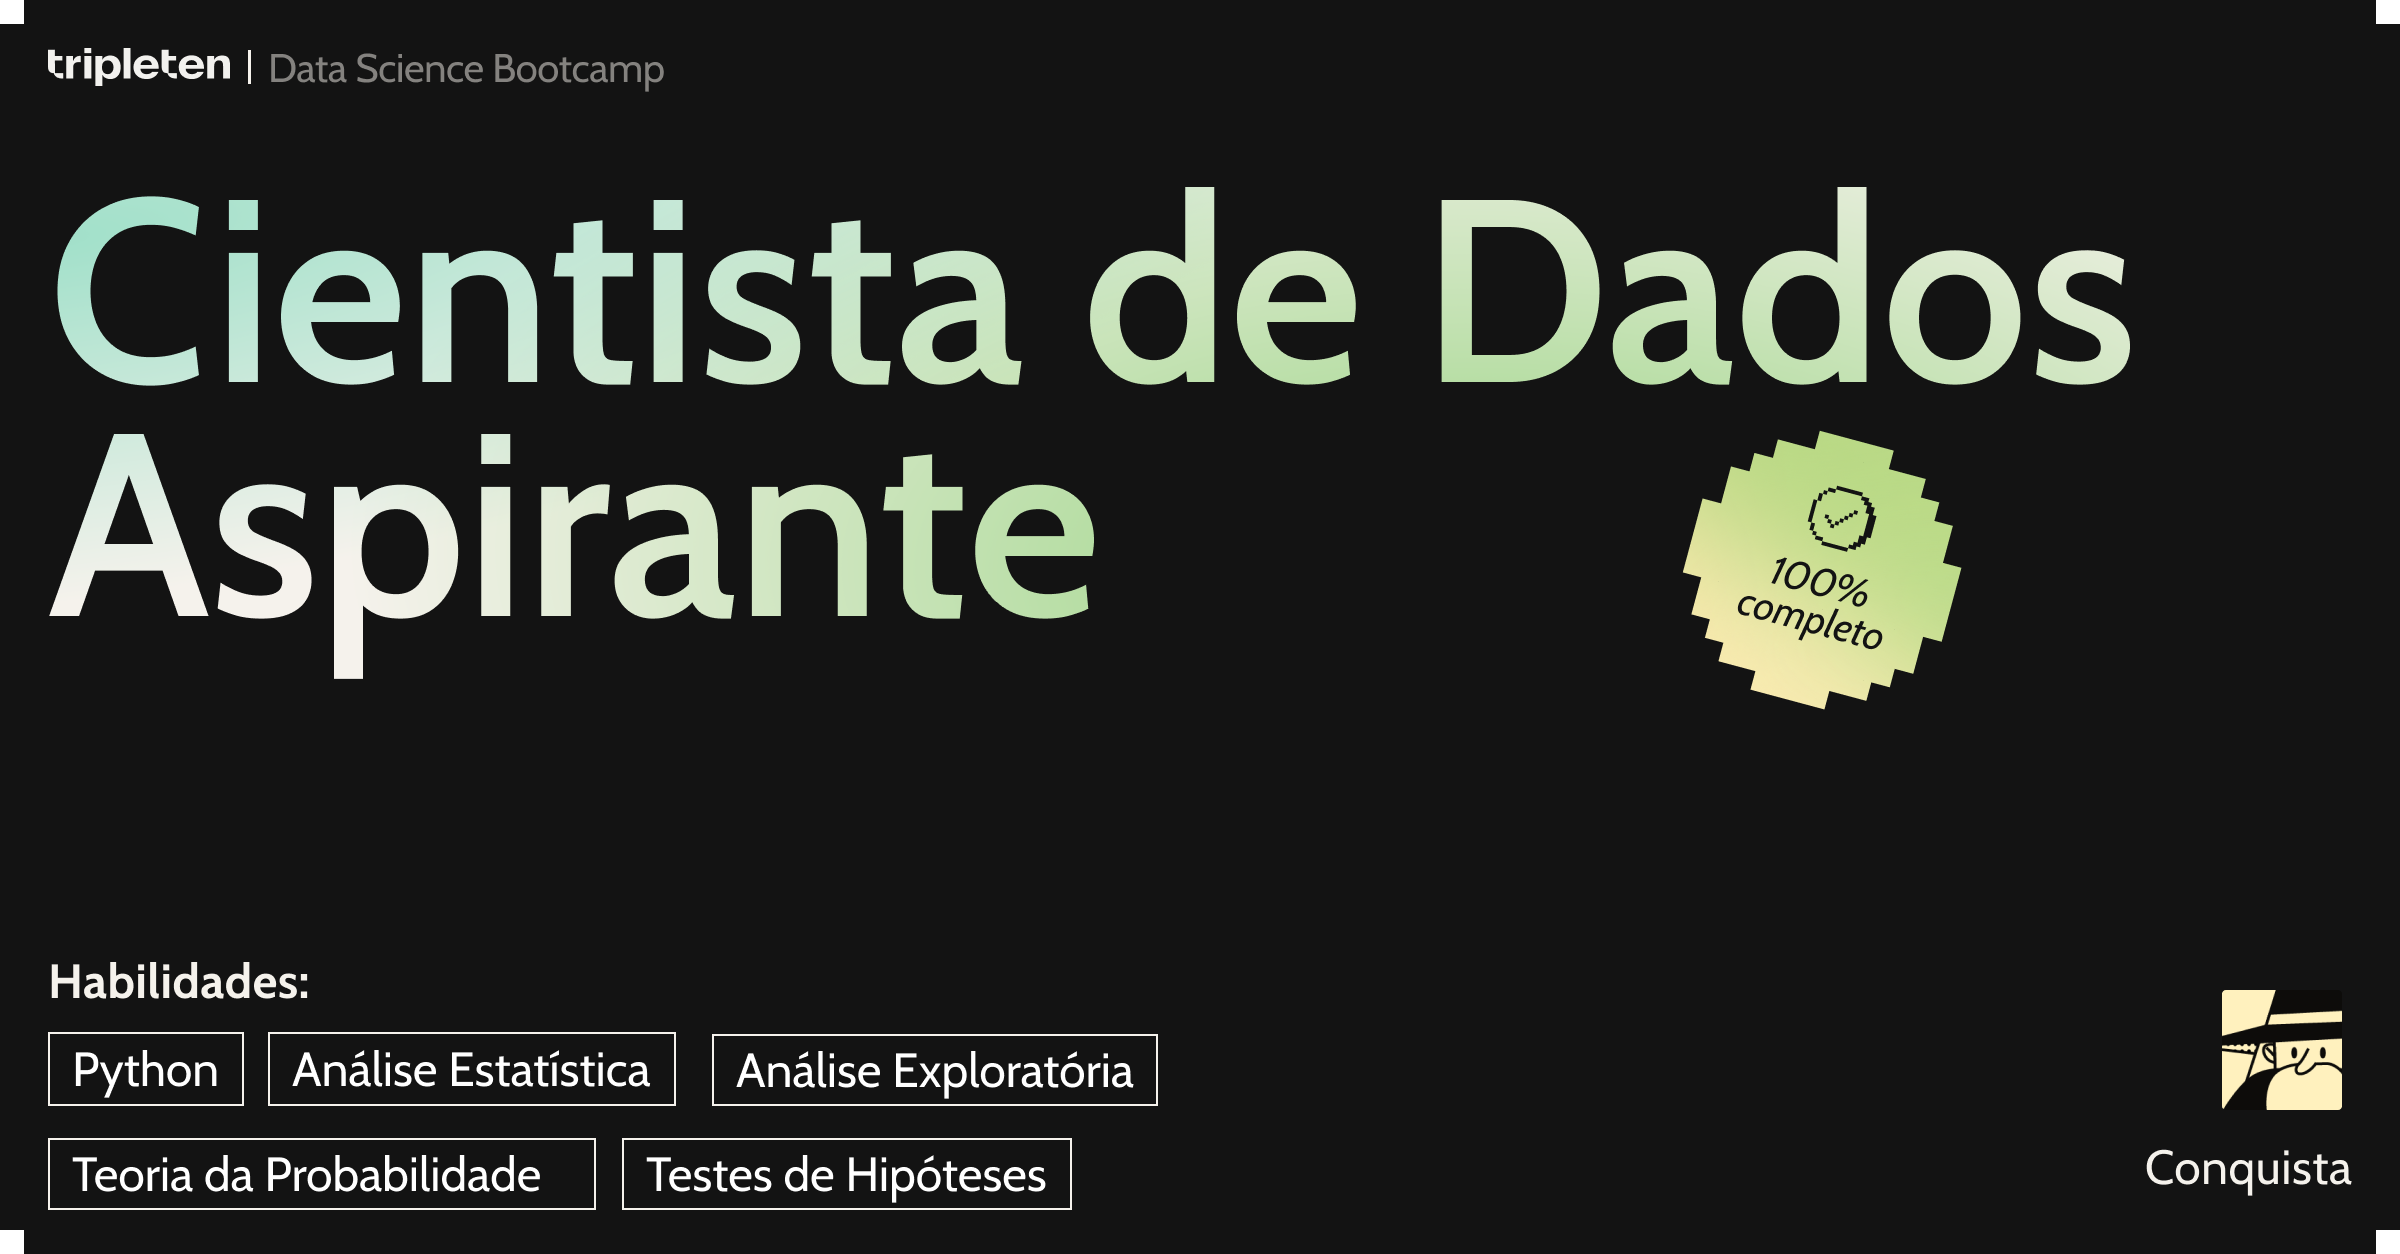 tripleten | Data Science Bootcamp
Cientista de Dados
Aspirante
100%
completo
Habilidades:
Python
Análise Estatística
Análise Exploratória
Teoria da Probabilidade
Testes de Hipóteses
Conquista